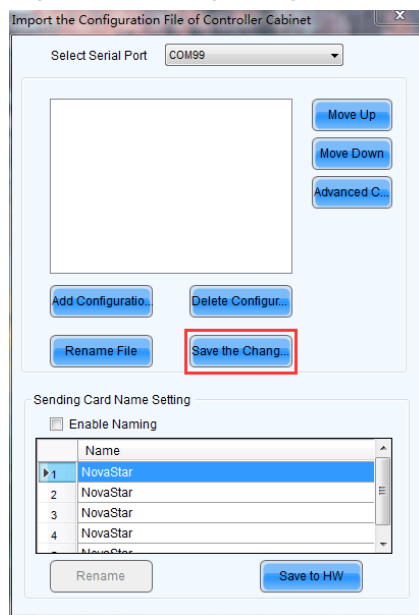 Import the Configuration File of Controller Cabinet
x
Select Serial Port COM99
Move Up
Move Down
Advanced C...
Add Configuratio...
Delete Configur...
Rename File
Save the Chang...
Sending Card Name Setting
Enable Naming
Name
1 NovaStar
2 NovaStar
3 NovaStar
4 NovaStar
NovaStar
Rename
Save to HW